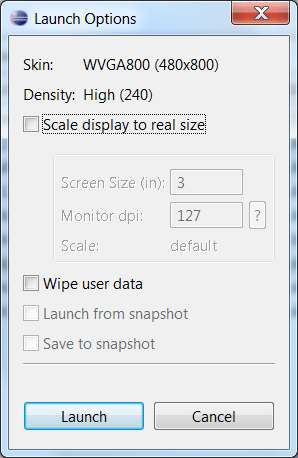 Launch Options
Skin: WVGA800 (480x800)
Density: High (240)
Scale display to real size
Screen Size (in): 3
Monitor dpi: 127 ?
Scale: default
Wipe user data
Launch from snapshot
Save to snapshot
Launch Cancel